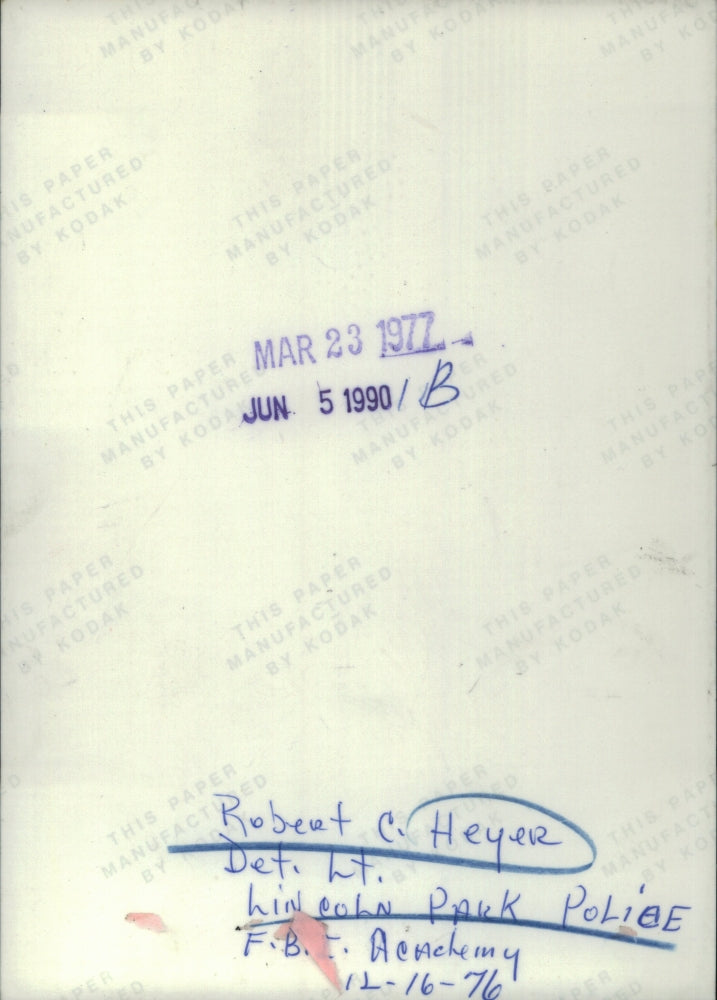 THIS PAPER
MANUFACTURED
BY KODAK
MAR 23 1977
JUN 5 1990 / B
Robert C. Heyer
Det. Lt.
LINCOLN PARK POLICE
F.B.I. Academy
12-16-76